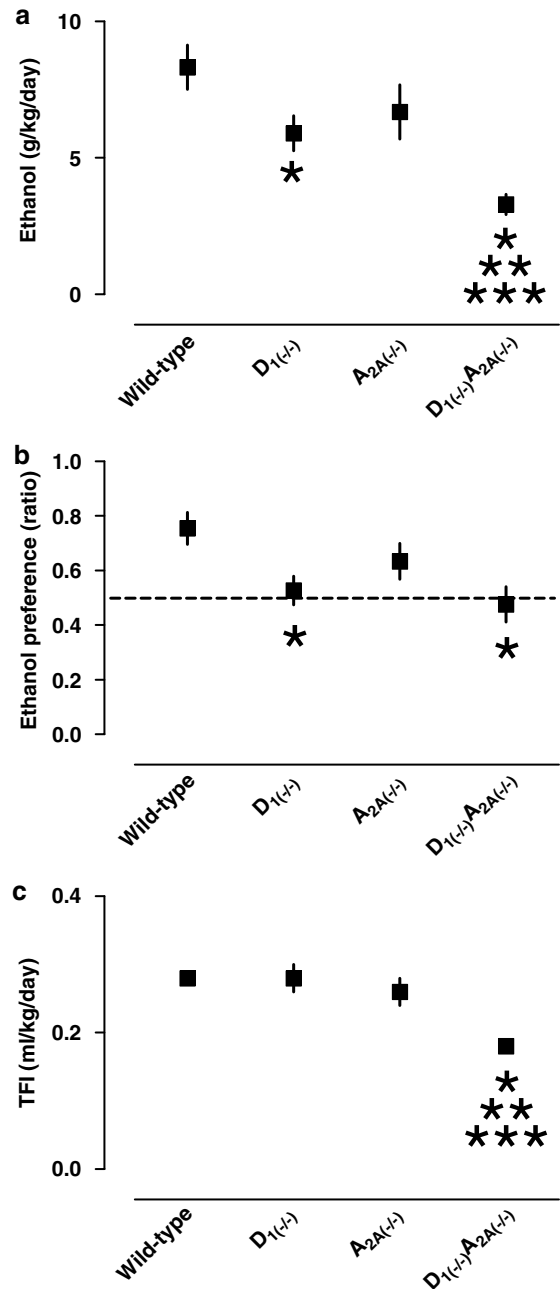 a
Ethanol (g/kg/day)
10
5
0
*
*
* *
* * *
Wild-type
D1(-/-)
A2A(-/-)
D1(-/-)A2A(-/-)
b
Ethanol preference (ratio)
1.0
0.8
0.6
0.4
0.2
0.0
*
*
Wild-type
D1(-/-)
A2A(-/-)
D1(-/-)A2A(-/-)
c
TFI (ml/kg/day)
0.4
0.2
0.0
*
* *
* * *
Wild-type
D1(-/-)
A2A(-/-)
D1(-/-)A2A(-/-)